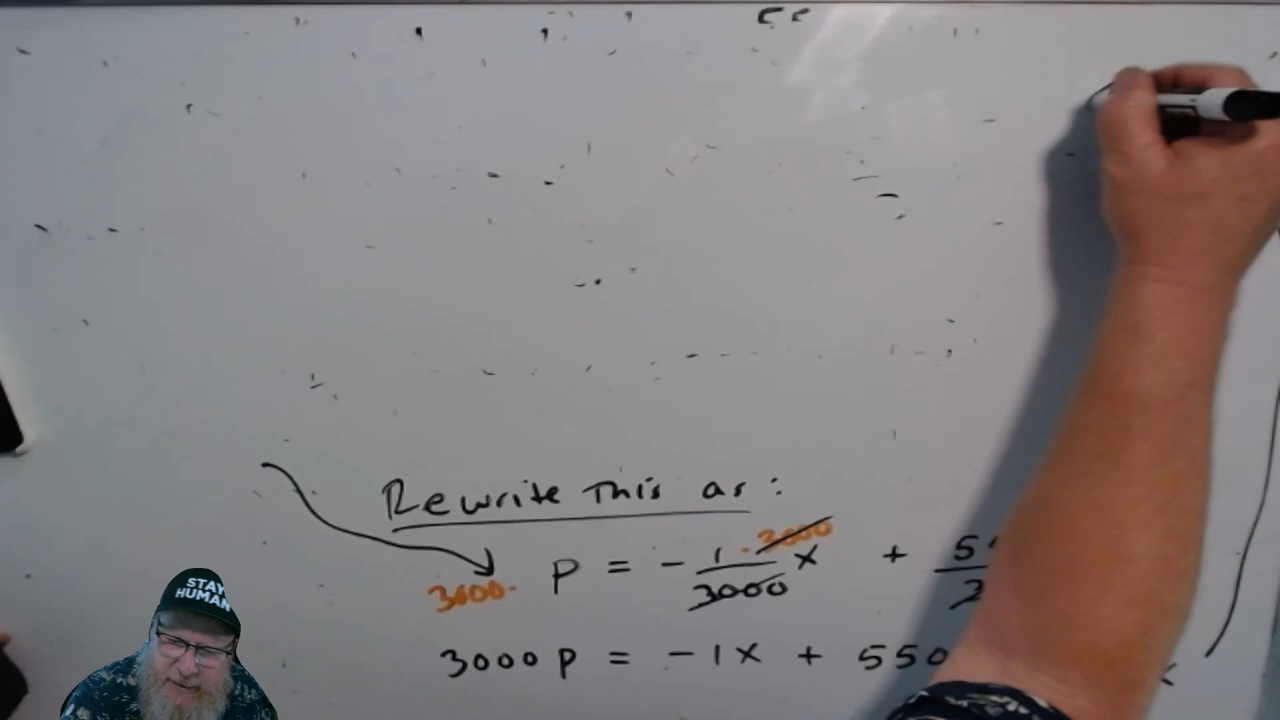 STAY
HUMAN
Rewrite This as:
3000· p = - 1/3000 · 3000 x +
3000 p = -1x + 550